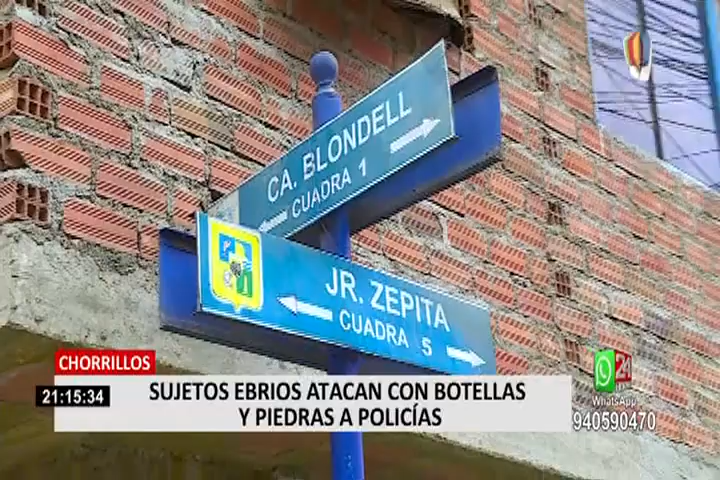 CA. BLONDELL
CUADRA 1
JR. ZEPITA
CUADRA 5
CHORRILLOS
21:15:34
SUJETOS EBRIOS ATACAN CON BOTELLAS
Y PIEDRAS A POLICÍAS
24
WhatsApp
940590470